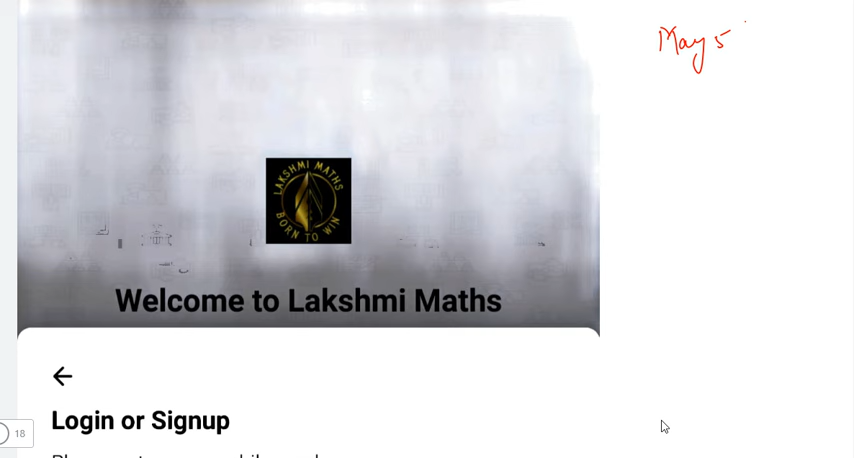 May 5
LAKSHMI MATHS
BORN TO WIN
Welcome to Lakshmi Maths
Login or Signup
18